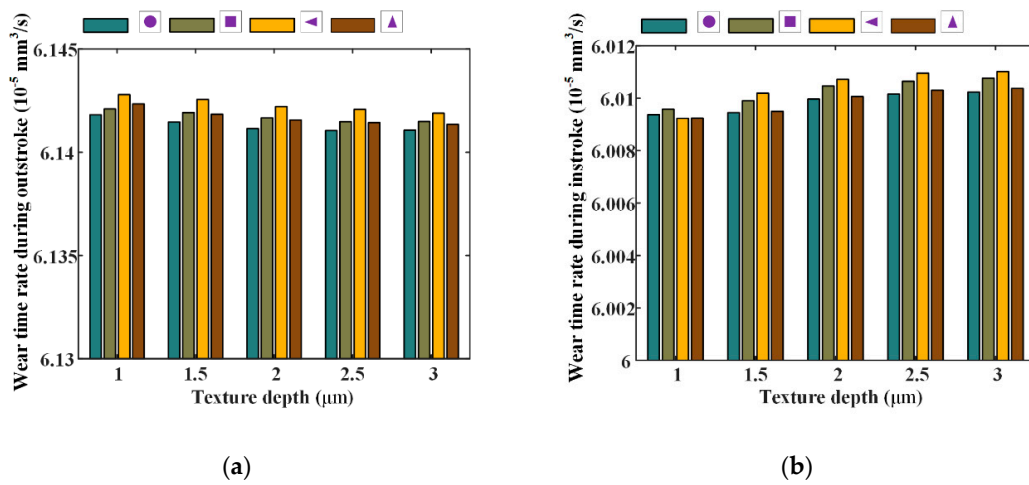 Wear time rate during outstroke (10⁻⁵ mm³/s)
6.145
6.14
6.135
6.13
1 1.5 2 2.5 3
Texture depth (μm)
(a)
Wear time rate during instroke (10⁻⁵ mm³/s)
6.012
6.01
6.008
6.006
6.004
6.002
6
1 1.5 2 2.5 3
Texture depth (μm)
(b)